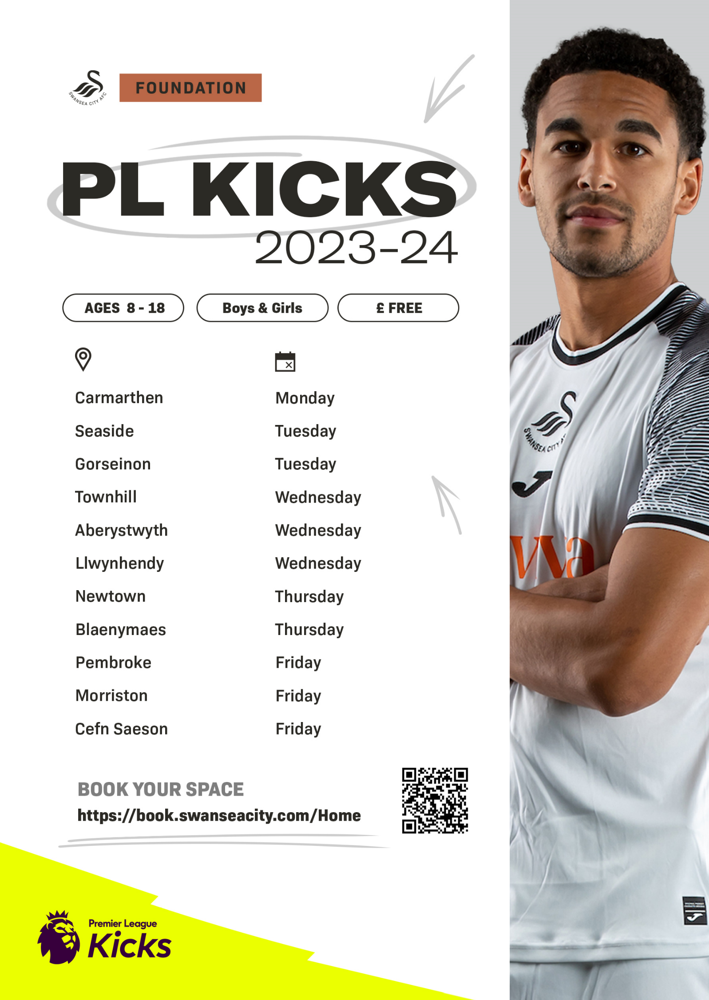 SWANSEA CITY AFC
FOUNDATION
PL KICKS
2023-24
AGES 8 - 18
Boys & Girls
£ FREE
Carmarthen Monday
Seaside Tuesday
Gorseinon Tuesday
Townhill Wednesday
Aberystwyth Wednesday
Llwynhendy Wednesday
Newtown Thursday
Blaenymaes Thursday
Pembroke Friday
Morriston Friday
Cefn Saeson Friday
BOOK YOUR SPACE
https://book.swanseacity.com/Home
Premier League
Kicks
SWANSEA CITY
wa